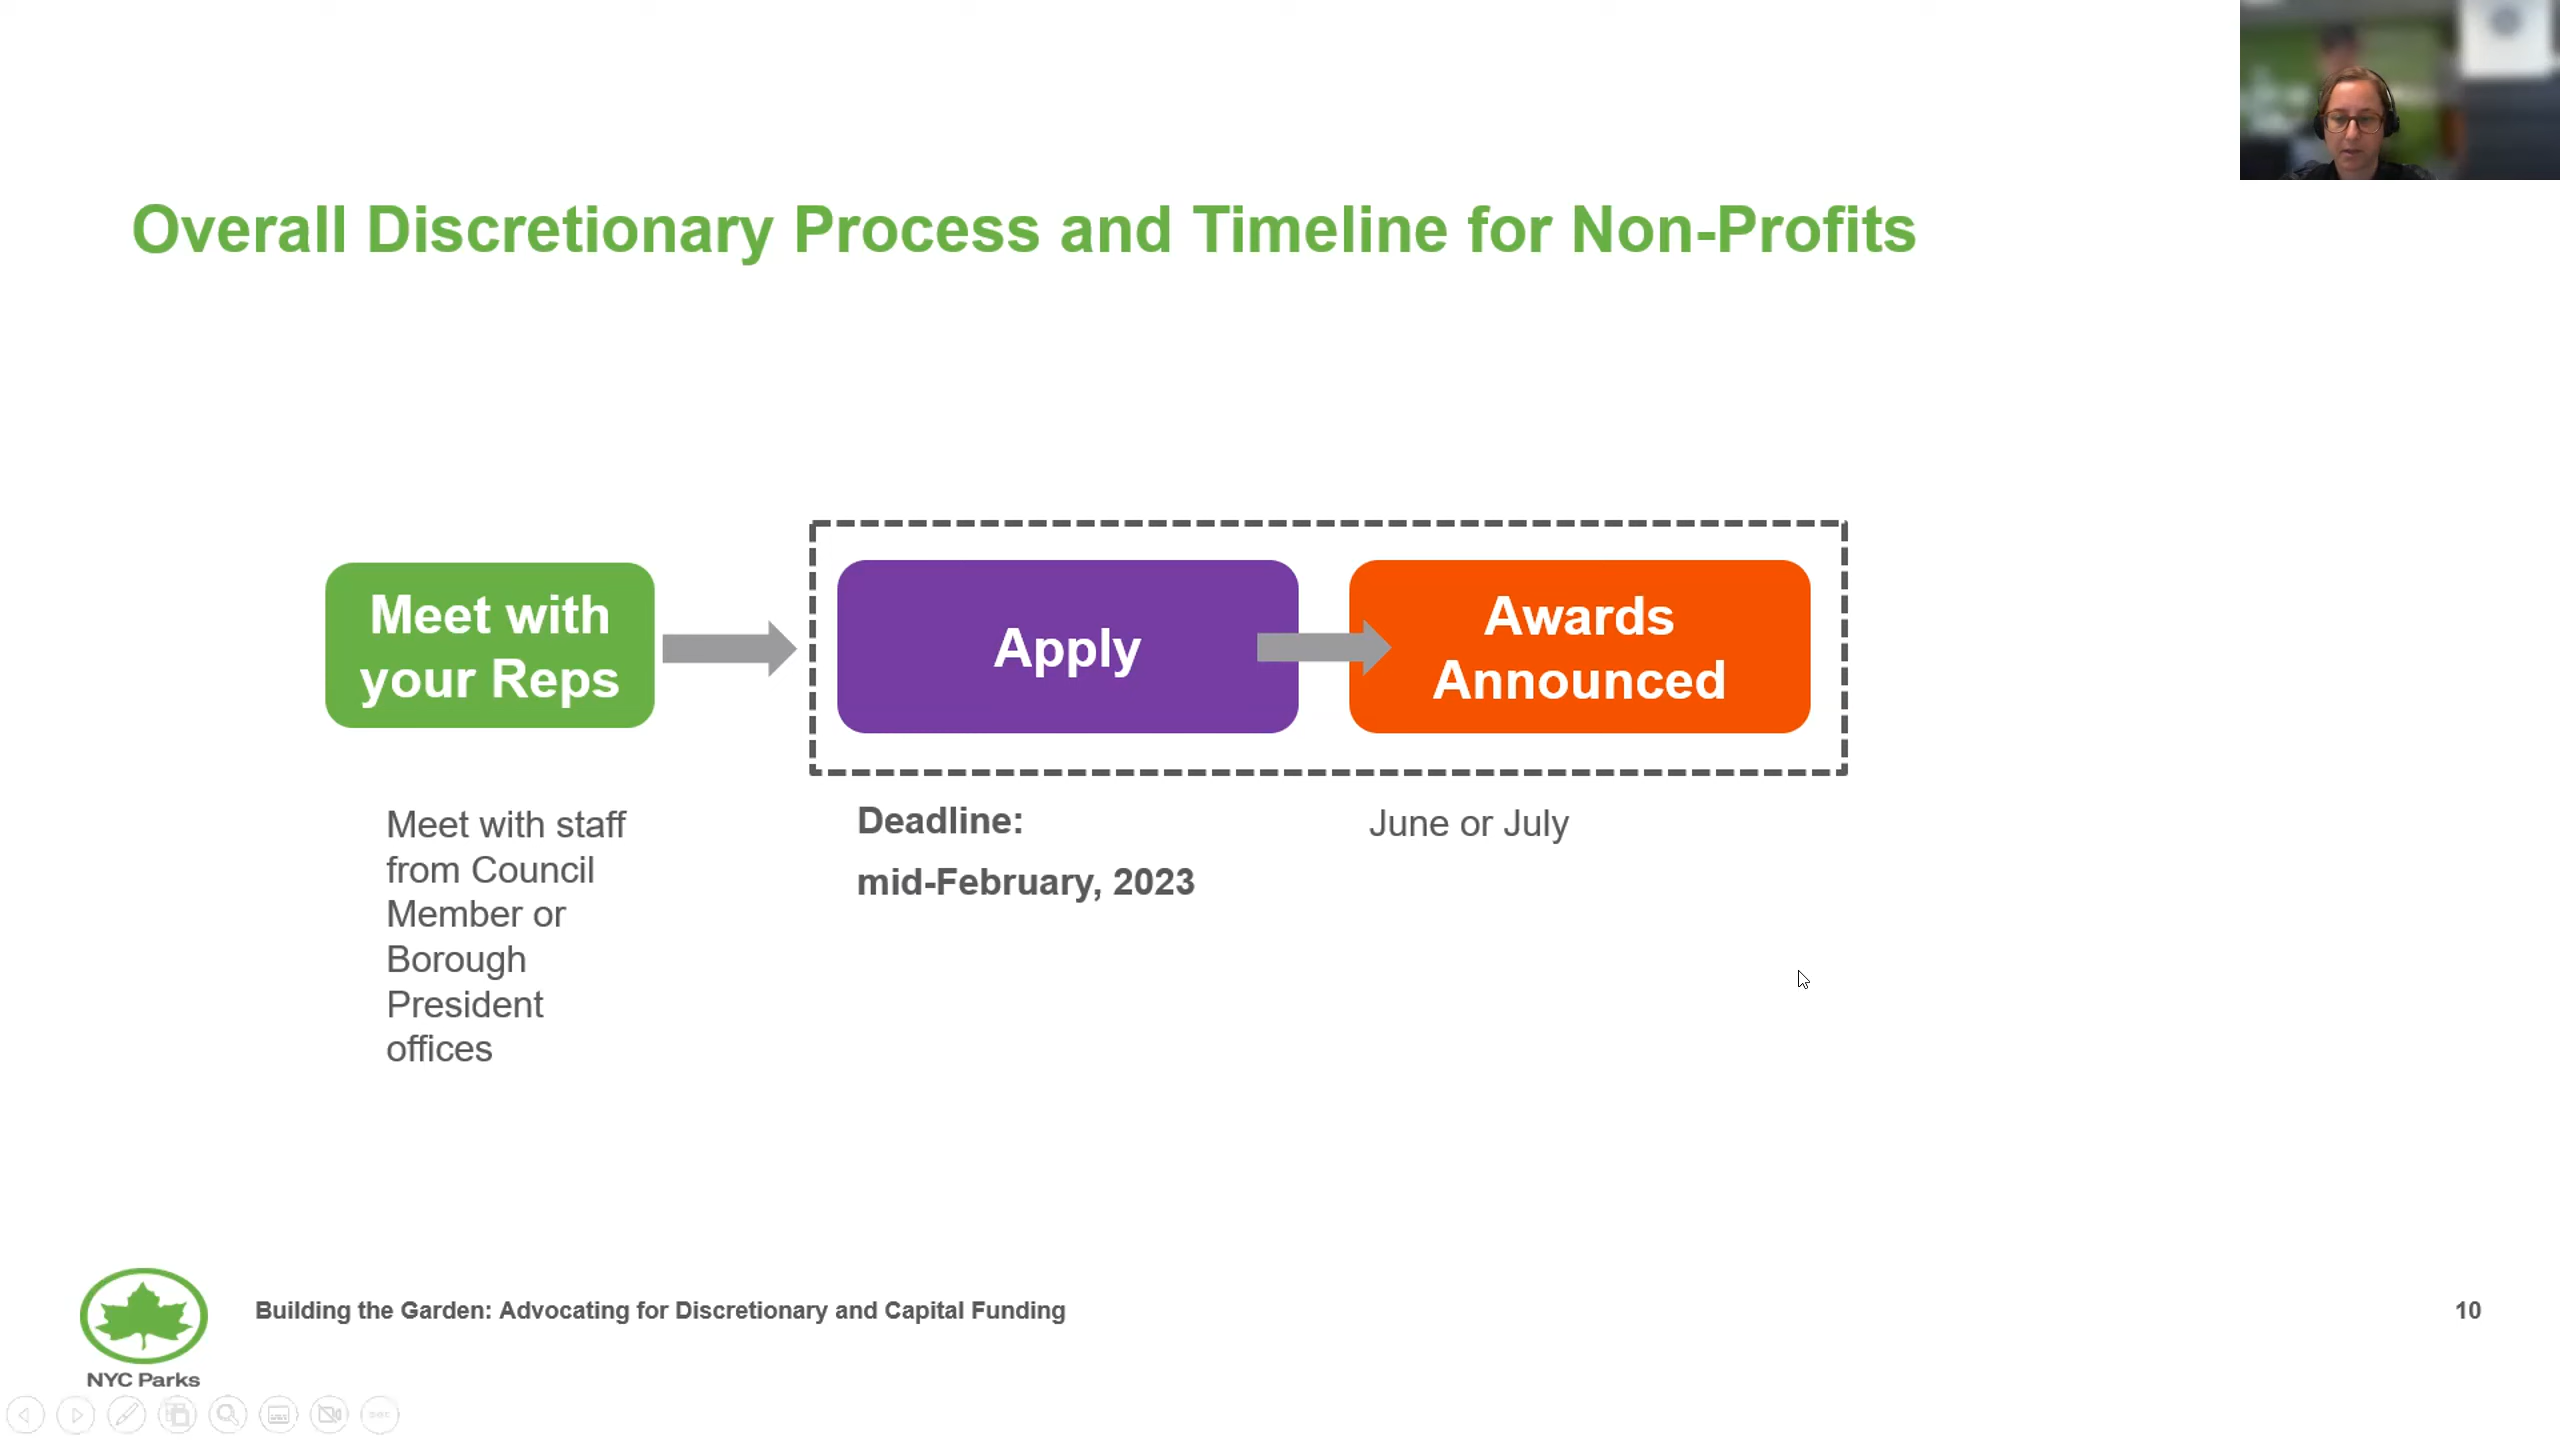 Overall Discretionary Process and Timeline for Non-Profits
Meet with
your Reps
Apply
Awards
Announced
Meet with staff
from Council
Member or
Borough
President
offices
Deadline:
mid-February, 2023
June or July
Building the Garden: Advocating for Discretionary and Capital Funding
10
NYC Parks